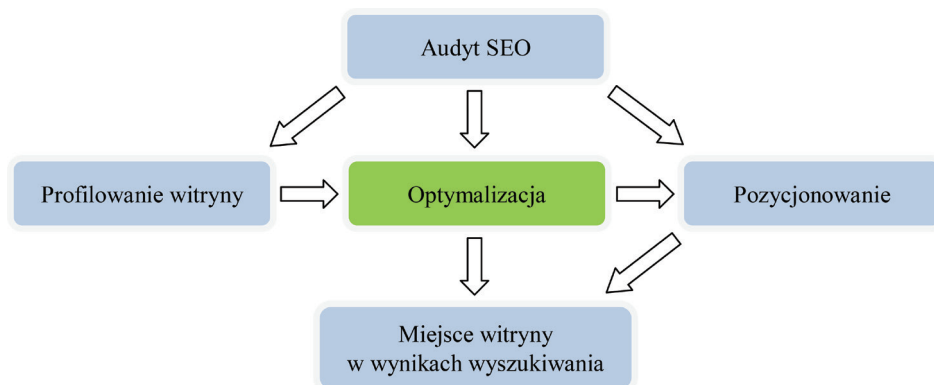 Audyt SEO
Profilowanie witryny
Optymalizacja
Pozycjonowanie
Miejsce witryny
w wynikach wyszukiwania